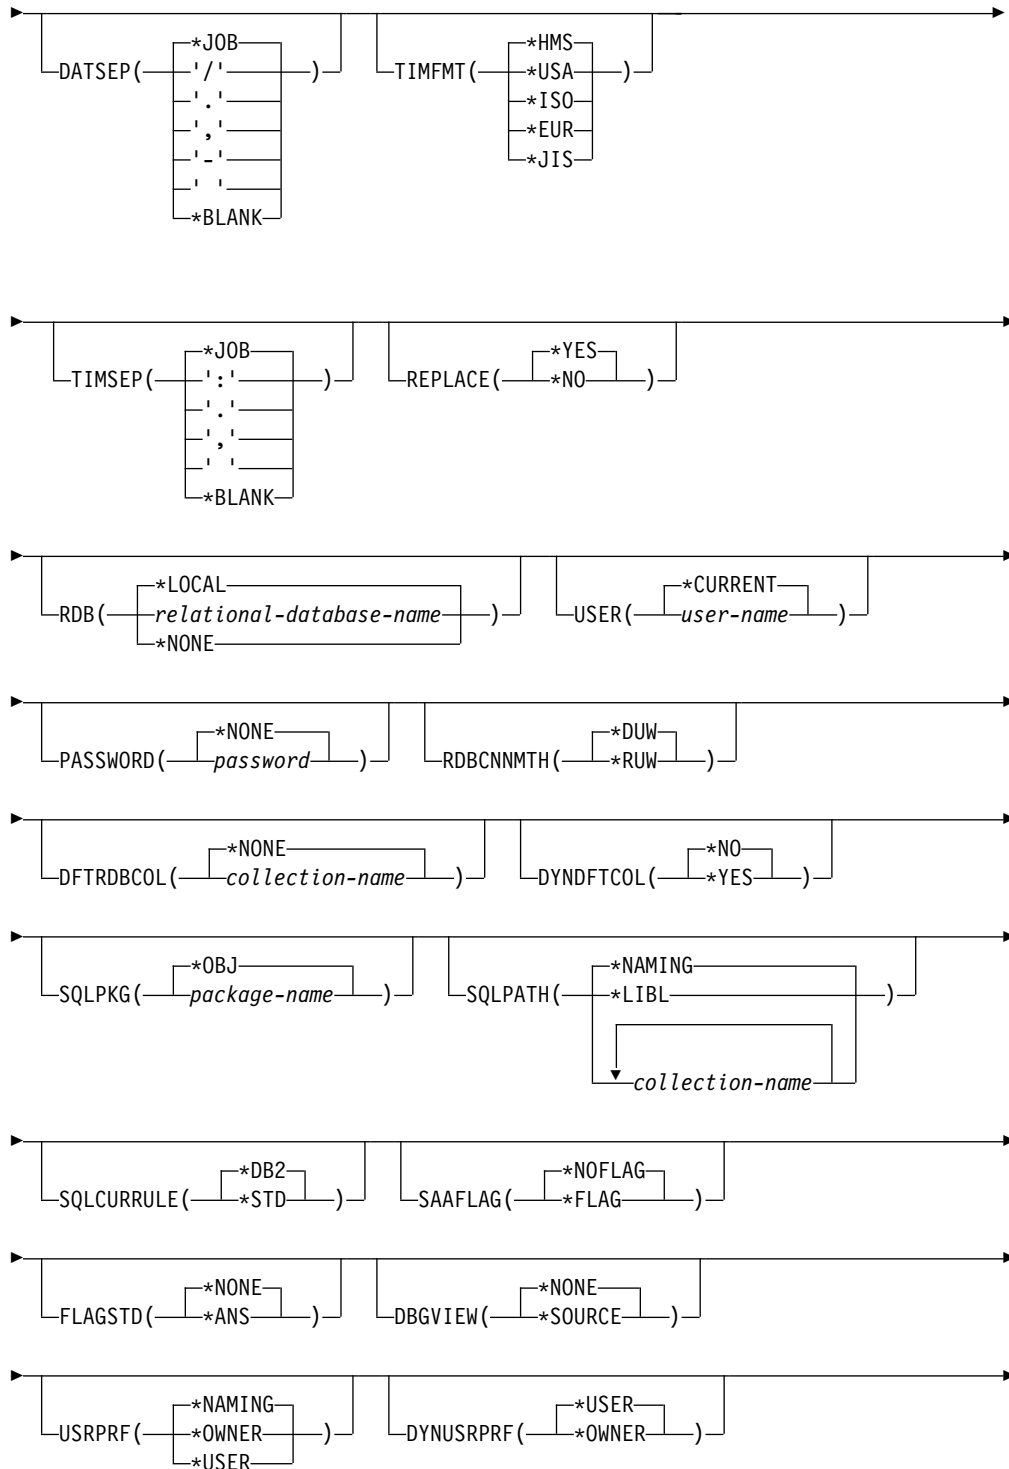 *JOB *HMS
DATSEP( '/' ) TIMFMT( *USA )
'.' *ISO
',' *EUR
'-' *JIS
' '
*BLANK
*JOB *YES
TIMSEP( ':' ) REPLACE( *NO )
'.'
','
' '
*BLANK
*LOCAL *CURRENT
RDB( relational-database-name ) USER( user-name )
*NONE
*NONE *DUW
PASSWORD( password ) RDBCNNMTH( *RUW )
*NONE *NO
DFTRDBCOL( collection-name ) DYNDFTCOL( *YES )
*OBJ *NAMING
SQLPKG( package-name ) SQLPATH( *LIBL )
collection-name
*DB2 *NOFLAG
SQLCURRULE( *STD ) SAAFLAG( *FLAG )
*NONE *NONE
FLAGSTD( *ANS ) DBGVIEW( *SOURCE )
*NAMING *USER
USRPRF( *OWNER ) DYNUSRPRF( *OWNER )
*USER